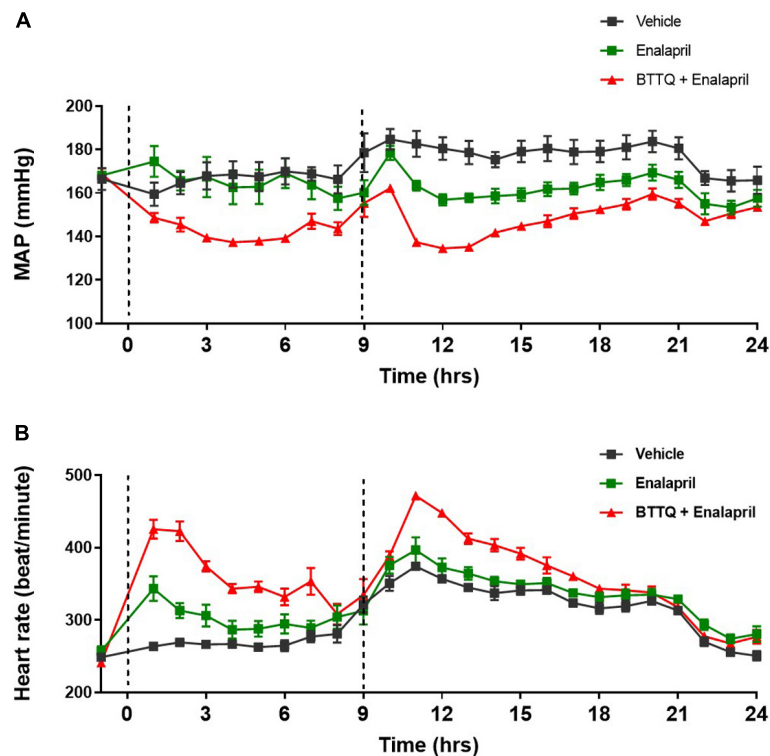 A
Vehicle
Enalapril
BTTQ + Enalapril
MAP (mmHg)
200
180
160
140
120
100
0 3 6 9 12 15 18 21 24
Time (hrs)
B
Vehicle
Enalapril
BTTQ + Enalapril
Heart rate (beat/minute)
500
400
300
200
0 3 6 9 12 15 18 21 24
Time (hrs)